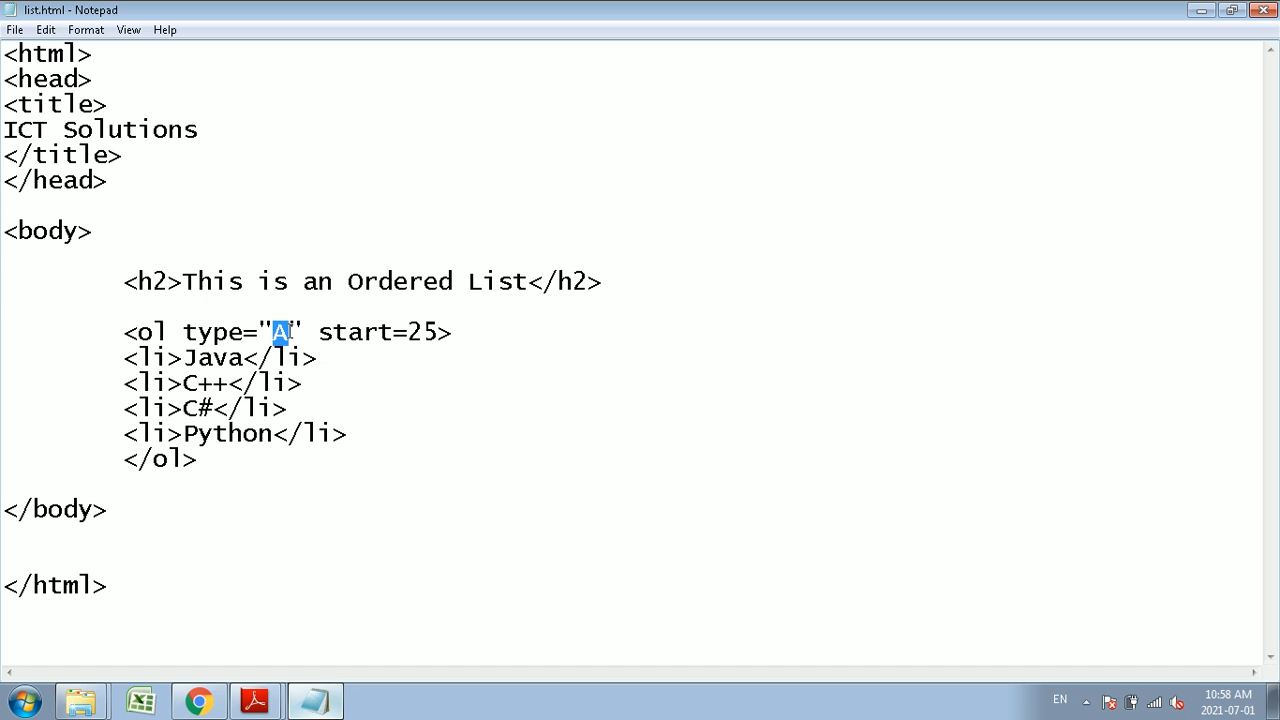 list.html - Notepad
File Edit Format View Help
<html>
<head>
<title>
ICT Solutions
</title>
</head>
<body>
<h2>This is an Ordered List</h2>
<ol type="A" start=25>
<li>Java</li>
<li>C++</li>
<li>C#</li>
<li>Python</li>
</ol>
</body>
</html>
EN
10:58 AM
2021-07-01